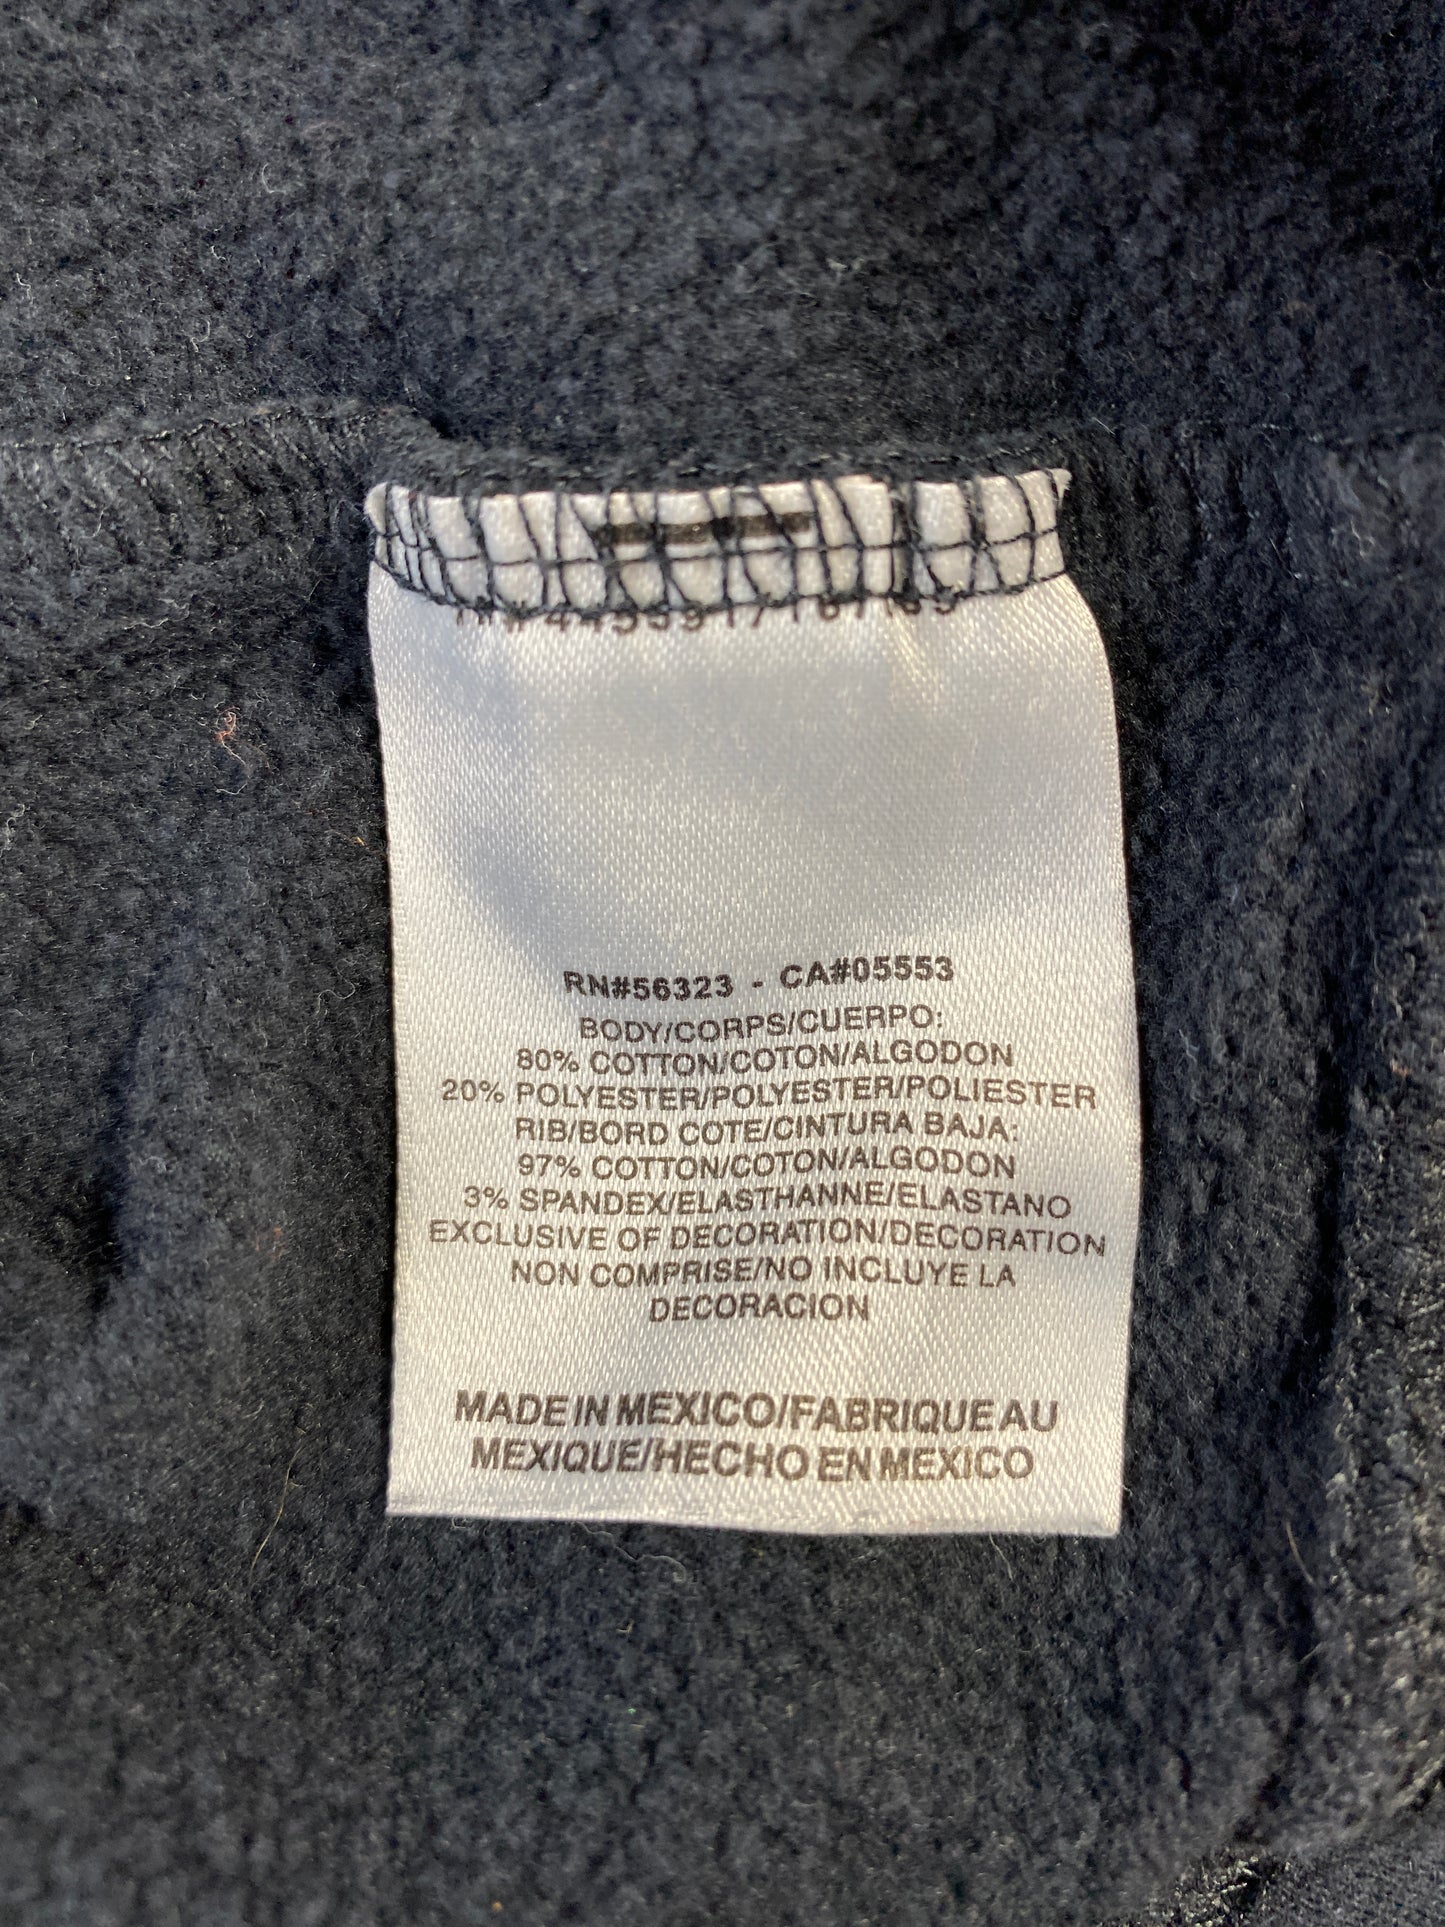 RN#56323 - CA#05553
BODY/CORPS/CUERPO:
80% COTTON/COTON/ALGODON
20% POLYESTER/POLYESTER/POLIESTER
RIB/BORD COTE/CINTURA BAJA:
97% COTTON/COTON/ALGODON
3% SPANDEX/ELASTHANNE/ELASTANO
EXCLUSIVE OF DECORATION/DECORATION
NON COMPRISE/NO INCLUYE LA
DECORACION
MADE IN MEXICO/FABRIQUE AU
MEXIQUE/HECHO EN MEXICO